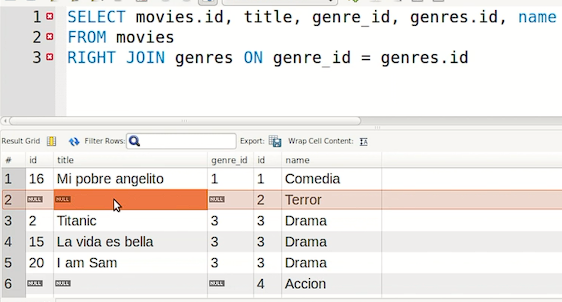 1 SELECT movies.id, title, genre_id, genres.id, name
2 FROM movies
3 RIGHT JOIN genres ON genre_id = genres.id
Result Grid Filter Rows: Export: Wrap Cell Content:
# id title genre_id id name
1 16 Mi pobre angelito 1 1 Comedia
2 NULL NULL NULL 2 Terror
3 2 Titanic 3 3 Drama
4 15 La vida es bella 3 3 Drama
5 20 I am Sam 3 3 Drama
6 NULL NULL NULL 4 Accion